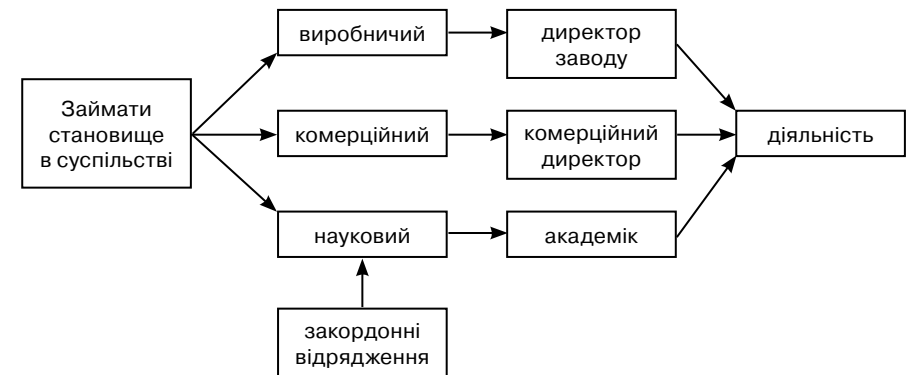 виробничий
директор
заводу
Займати
становище
в суспільстві
комерційний
комерційний
директор
діяльність
науковий
академік
закордонні
відрядження